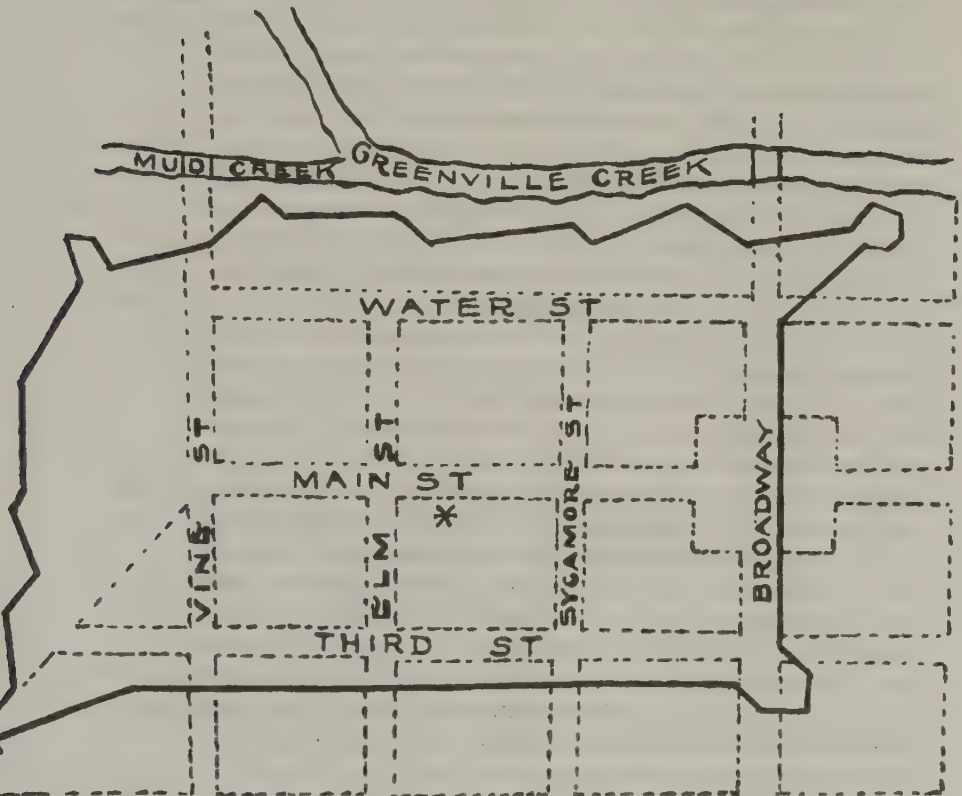 MUD CREEK
GREENVILLE CREEK
WATER ST
VINE ST
ELM ST
SYCAMORE ST
BROADWAY
MAIN ST
*
THIRD ST